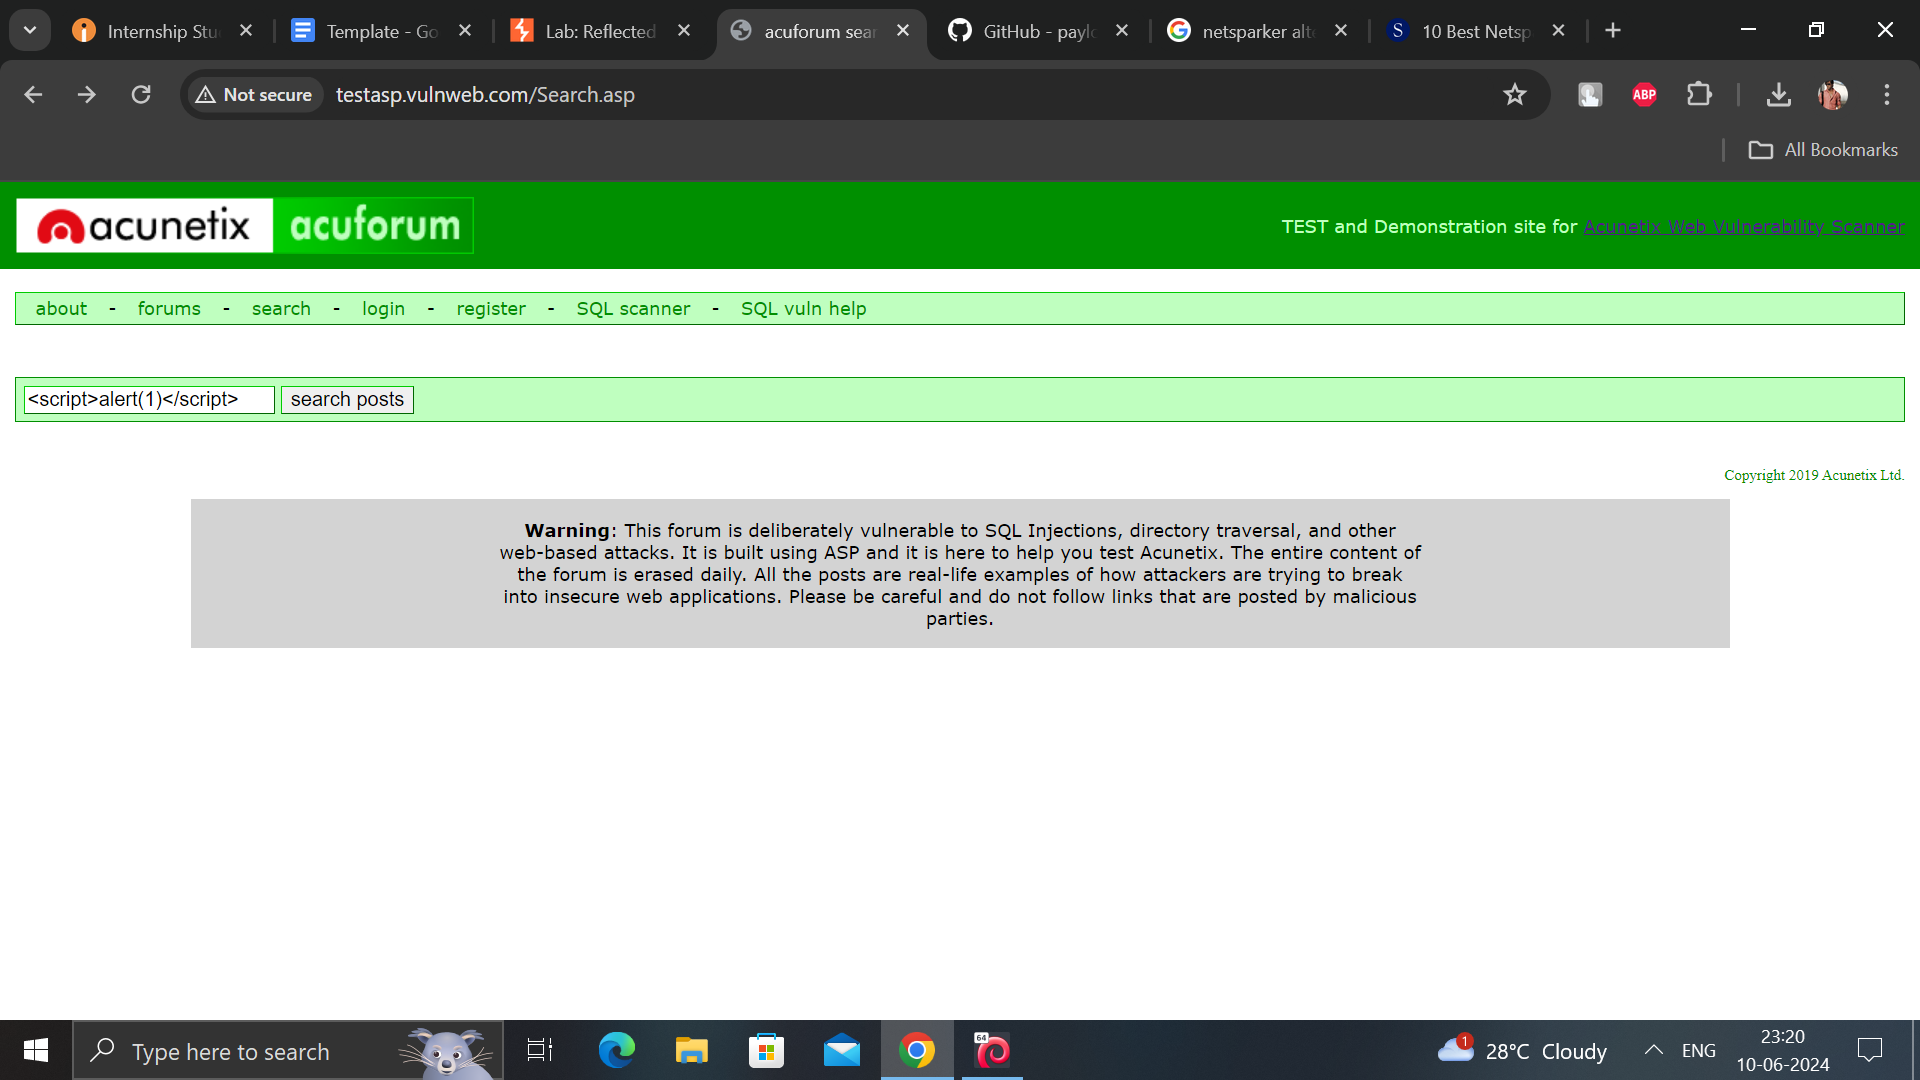 Internship Stu
Template - Go
Lab: Reflected
acuforum sear
GitHub - paylo
netsparker alte
S
10 Best Netsp
Not secure
testasp.vulnweb.com/Search.asp
ABP
All Bookmarks
acunetix
acuforum
TEST and Demonstration site for Acunetix Web Vulnerability Scanner
about - forums - search - login - register - SQL scanner - SQL vuln help
<script>alert(1)</script>
search posts
Copyright 2019 Acunetix Ltd.
Warning: This forum is deliberately vulnerable to SQL Injections, directory traversal, and other
web-based attacks. It is built using ASP and it is here to help you test Acunetix. The entire content of
the forum is erased daily. All the posts are real-life examples of how attackers are trying to break
into insecure web applications. Please be careful and do not follow links that are posted by malicious
parties.
Type here to search
64
1
28°C Cloudy
ENG
23:20
10-06-2024